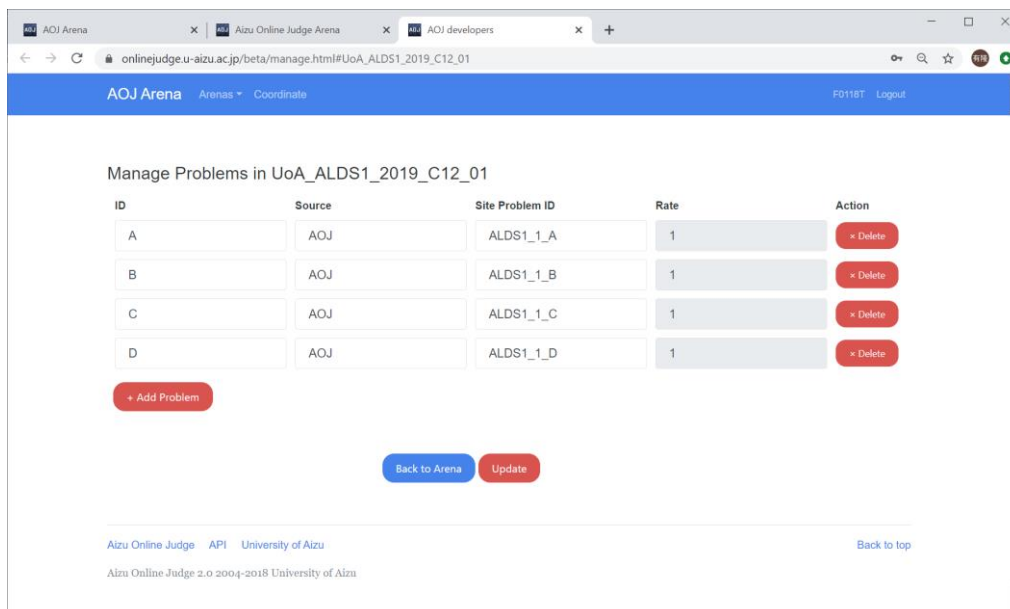 AOJ AOJ Arena × AOJ Aizu Online Judge Arena × AOJ AOJ developers × +
onlinejudge.u-aizu.ac.jp/beta/manage.html#UoA_ALDS1_2019_C12_01
AOJ Arena Arenas Coordinate F0118T Logout
Manage Problems in UoA_ALDS1_2019_C12_01
ID Source Site Problem ID Rate Action
A AOJ ALDS1_1_A 1 × Delete
B AOJ ALDS1_1_B 1 × Delete
C AOJ ALDS1_1_C 1 × Delete
D AOJ ALDS1_1_D 1 × Delete
+ Add Problem
Back to Arena Update
Aizu Online Judge API University of Aizu Back to top
Aizu Online Judge 2.0 2004-2018 University of Aizu